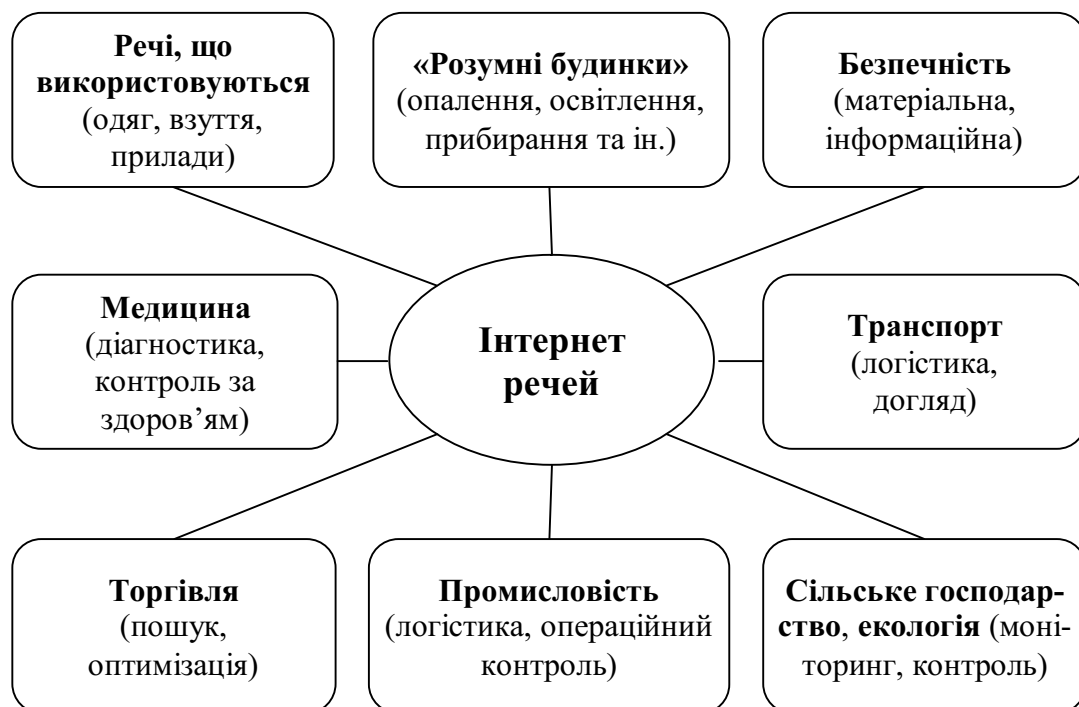 Речі, що
використовуються
(одяг, взуття,
прилади)
«Розумні будинки»
(опалення, освітлення,
прибирання та ін.)
Безпечність
(матеріальна,
інформаційна)
Медицина
(діагностика,
контроль за
здоров’ям)
Інтернет
речей
Транспорт
(логістика,
догляд)
Торгівля
(пошук,
оптимізація)
Промисловість
(логістика, операційний
контроль)
Сільське господар-
ство, екологія (моні-
торинг, контроль)